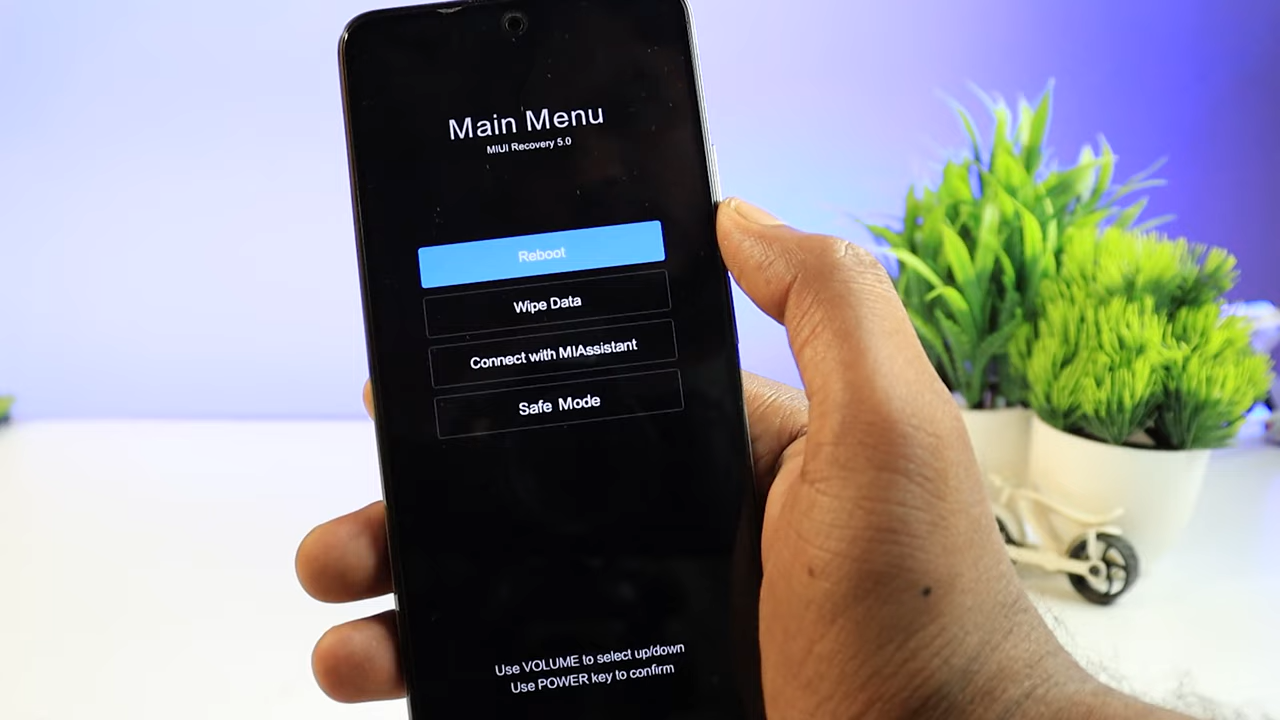 Main Menu
MIUI Recovery 5.0
Reboot
Wipe Data
Connect with MIAssistant
Safe Mode
Use VOLUME to select up/down
Use POWER key to confirm